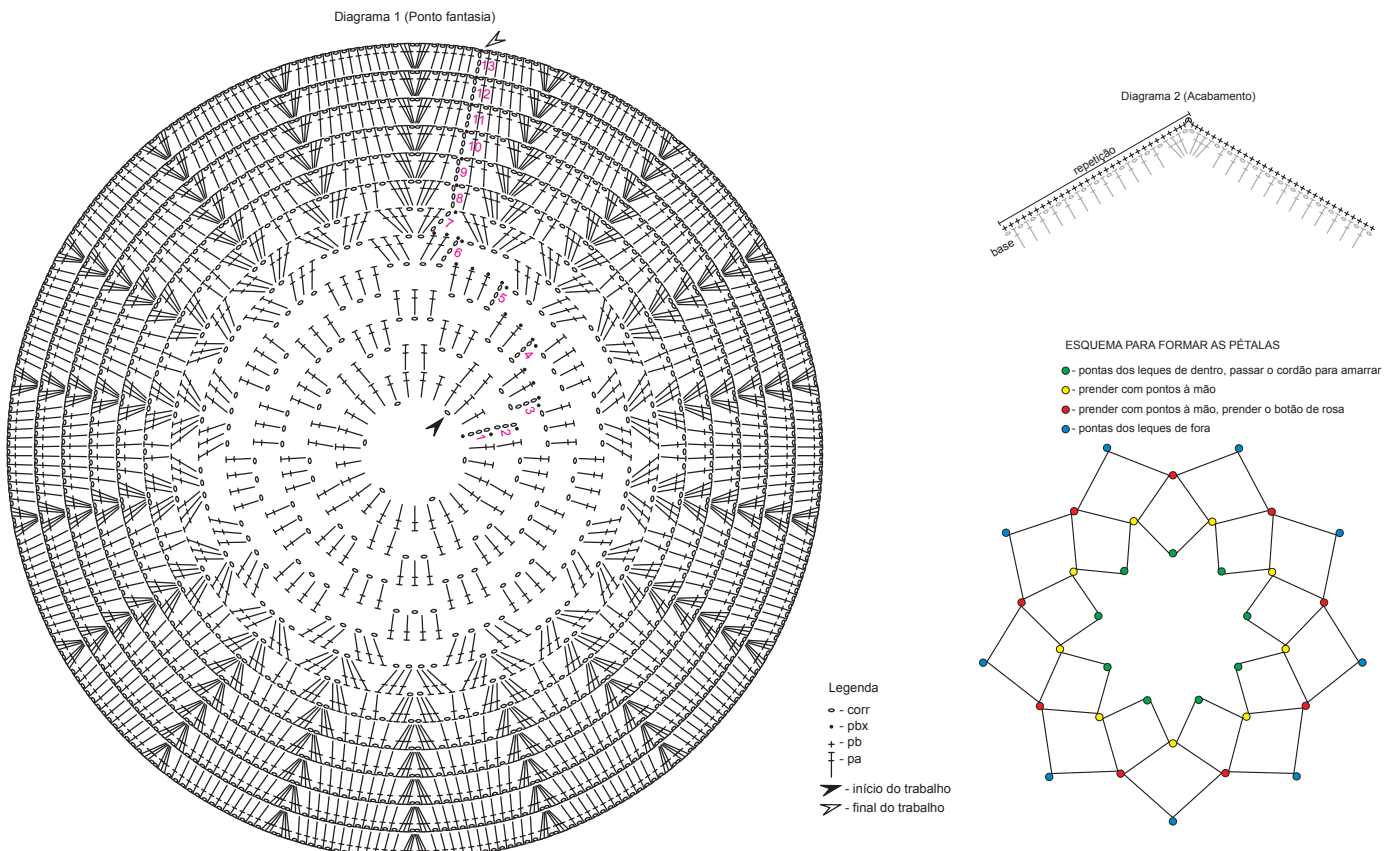 Diagrama 1 (Ponto fantasia)
13
12
11
10
9
8
7
6
5
4
3
1
2
Diagrama 2 (Acabamento)
repetição
base
ESQUEMA PARA FORMAR AS PÉTALAS
- pontas dos leques de dentro, passar o cordão para amarrar
- prender com pontos à mão
- prender com pontos à mão, prender o botão de rosa
- pontas dos leques de fora
Legenda
- corr
- pbx
- pb
- pa
- início do trabalho
- final do trabalho